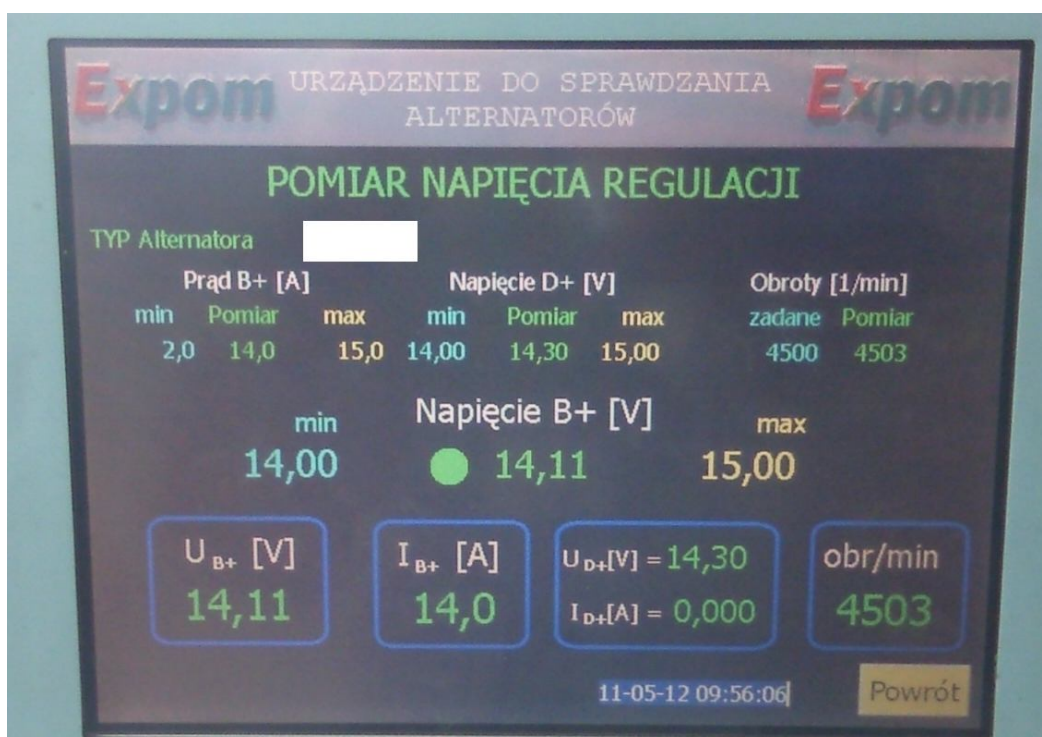 Expom URZĄDZENIE DO SPRAWDZANIA Expom
ALTERNATORÓW
POMIAR NAPIĘCIA REGULACJI
TYP Alternatora
Prąd B+ [A] Napięcie D+ [V] Obroty [1/min]
min Pomiar max min Pomiar max zadane Pomiar
2,0 14,0 15,0 14,00 14,30 15,00 4500 4503
Napięcie B+ [V]
min max
14,00 14,11 15,00
U B+ [V] I B+ [A] U D+[V] = 14,30 obr/min
14,11 14,0 I D+[A] = 0,000 4503
11-05-12 09:56:06 Powrót